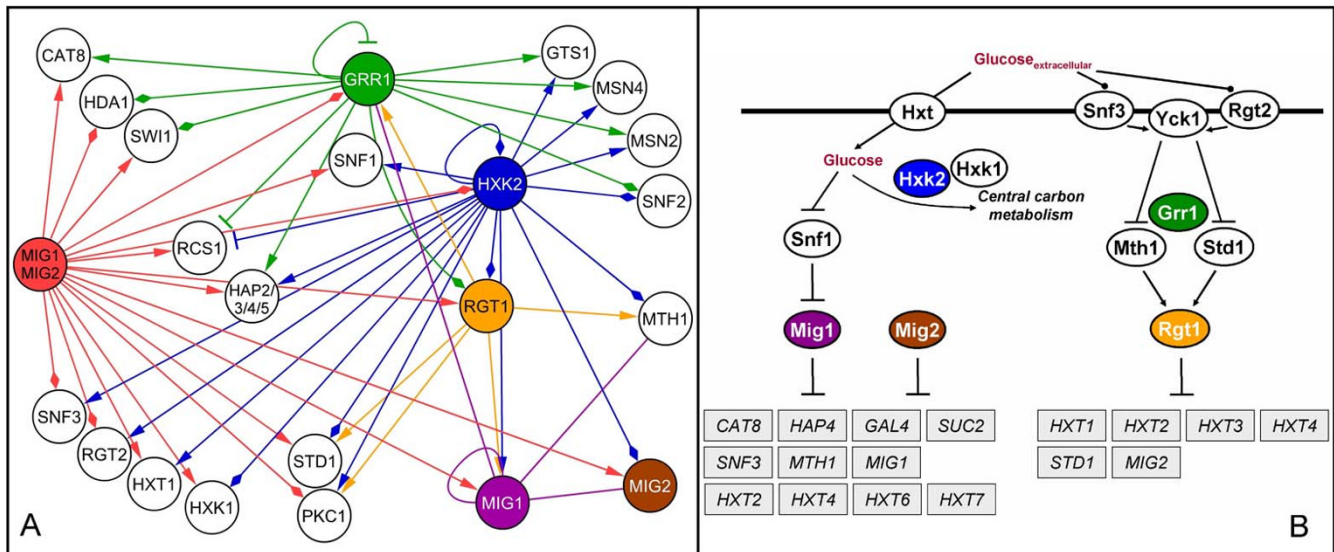 CAT8
GTS1
GRR1
MSN4
HDA1
SWI1
MSN2
SNF1
HXK2
SNF2
RCS1
MIG1
MIG2
HAP2/
3/4/5
RGT1
MTH1
SNF3
RGT2
STD1
HXT1
MIG2
HXK1
PKC1
MIG1
A
Glucose extracellular
Hxt
Snf3
Yck1
Rgt2
Glucose
Hxk2
Hxk1
Central carbon
metabolism
Grr1
Snf1
Mth1
Std1
Mig1
Mig2
Rgt1
CAT8 HAP4 GAL4 SUC2
HXT1 HXT2 HXT3 HXT4
SNF3 MTH1 MIG1
STD1 MIG2
HXT2 HXT4 HXT6 HXT7
B